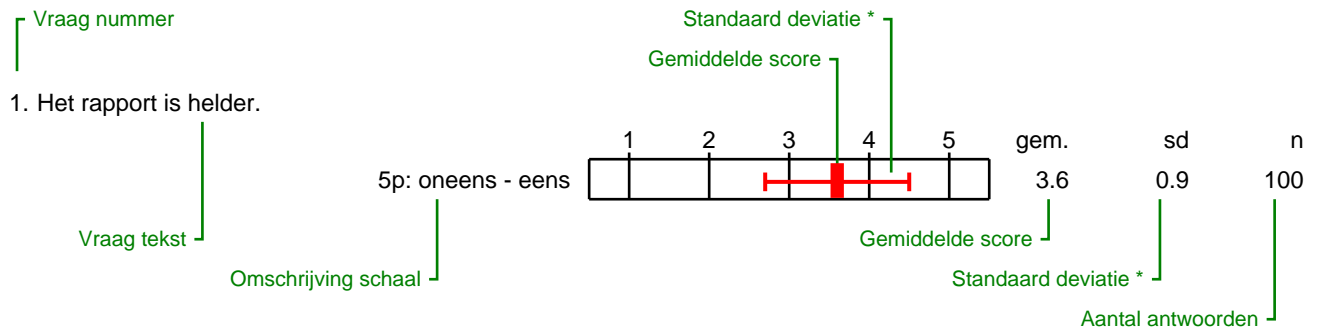 Vraag nummer
Standaard deviatie *
Gemiddelde score
1. Het rapport is helder.
1 2 3 4 5 gem. sd n
5p: oneens - eens 3.6 0.9 100
Vraag tekst
Gemiddelde score
Omschrijving schaal
Standaard deviatie *
Aantal antwoorden